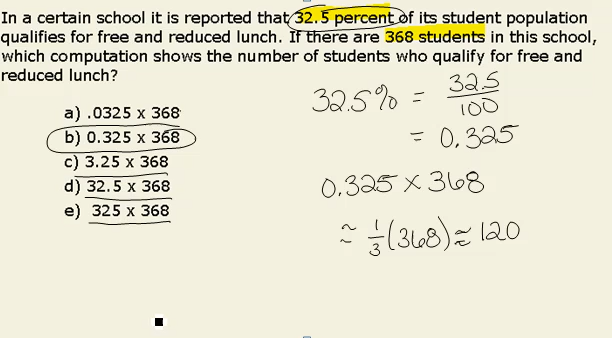 In a certain school it is reported that 32.5 percent of its student population
qualifies for free and reduced lunch. If there are 368 students in this school,
which computation shows the number of students who qualify for free and
reduced lunch?
a) .0325 x 368
b) 0.325 x 368
c) 3.25 x 368
d) 32.5 x 368
e) 325 x 368
32.5% = 32.5/100
= 0.325
0.325 × 368
≈ 1/3 (368) ≈ 120